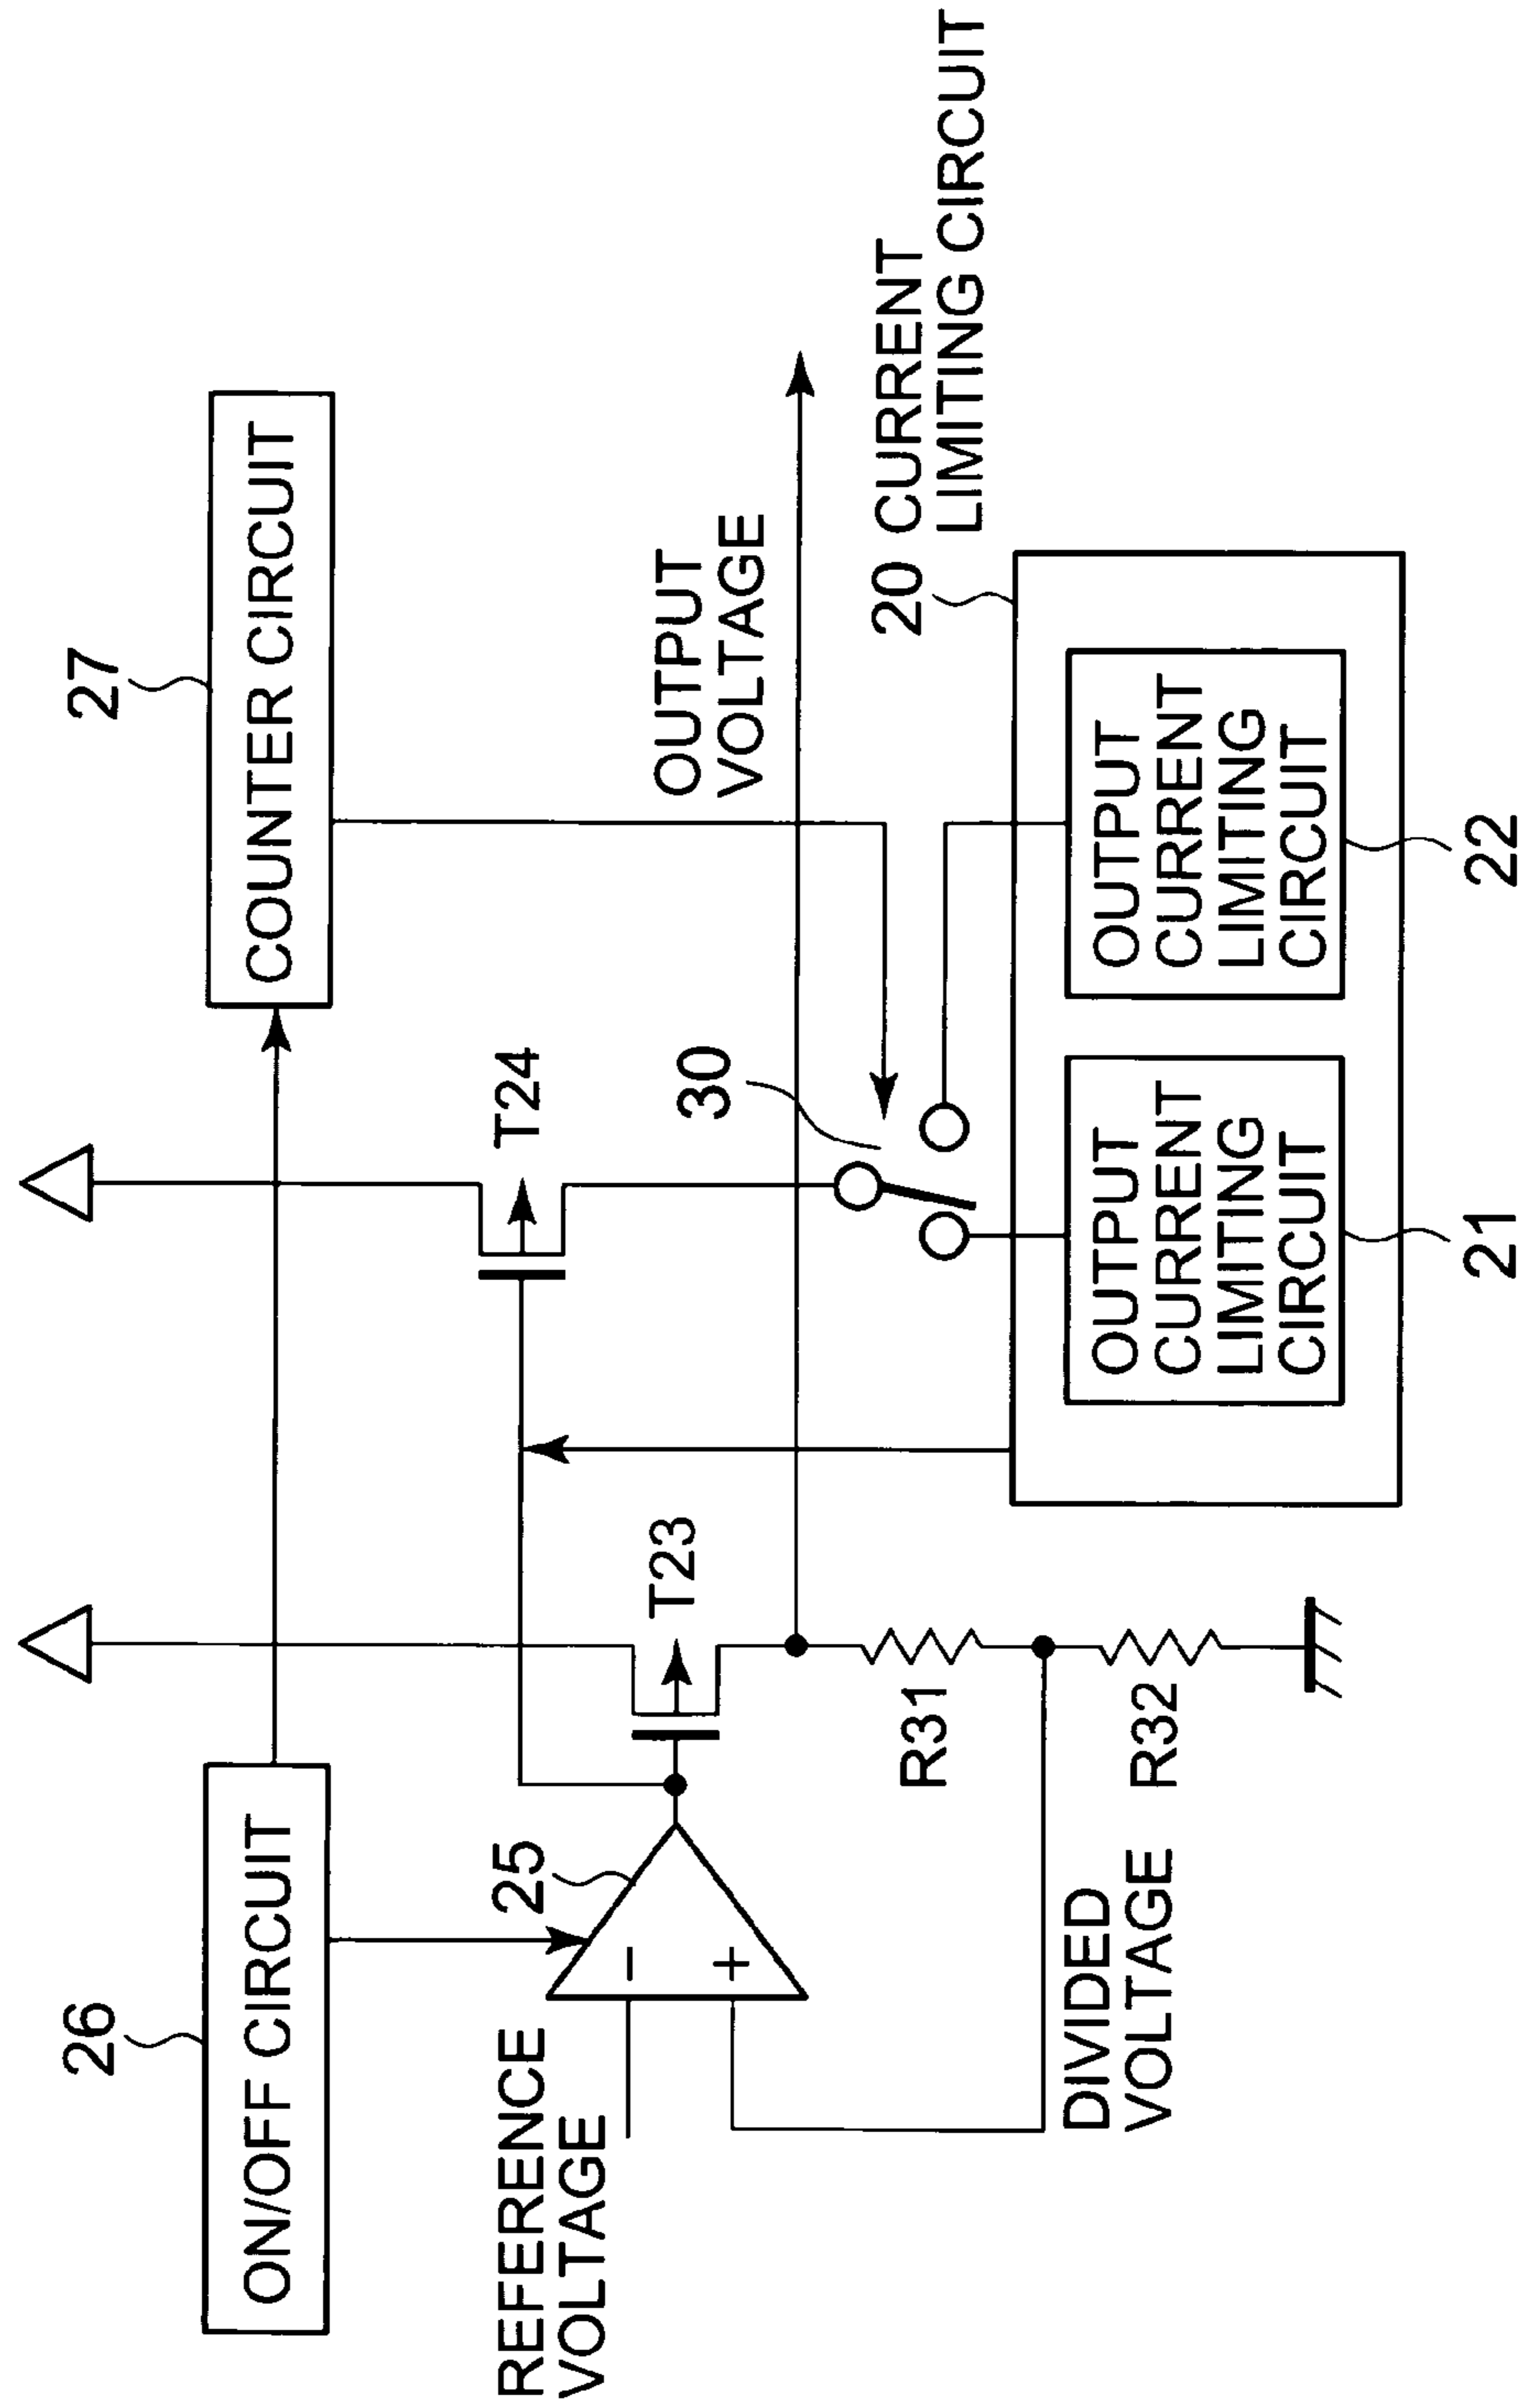 26
ON/OFF CIRCUIT
27
COUNTER CIRCUIT
REFERENCE
VOLTAGE
25
−
+
T23
T24
OUTPUT
VOLTAGE
30
R31
DIVIDED
VOLTAGE
R32
20 CURRENT
LIMITING CIRCUIT
OUTPUT
CURRENT
LIMITING
CIRCUIT
21
OUTPUT
CURRENT
LIMITING
CIRCUIT
22